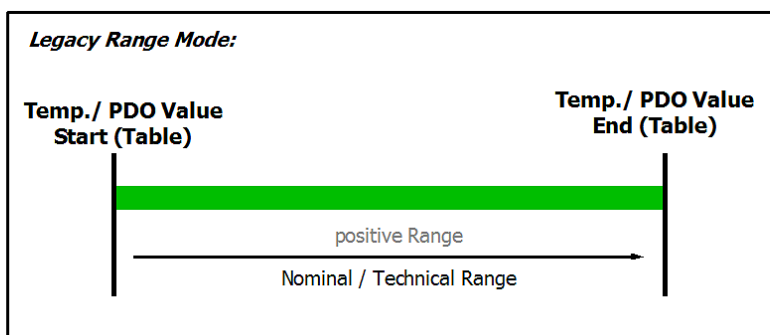 Legacy Range Mode:
Temp./ PDO Value
Start (Table)
Temp./ PDO Value
End (Table)
positive Range
Nominal / Technical Range